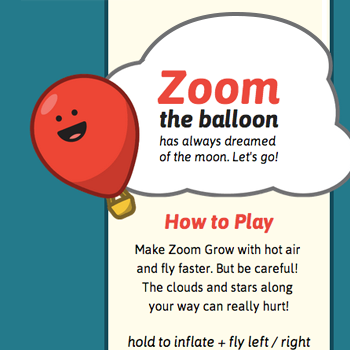 Zoom
the balloon
has always dreamed
of the moon. Let's go!
How to Play
Make Zoom Grow with hot air
and fly faster. But be careful!
The clouds and stars along
your way can really hurt!
hold to inflate + fly left / right